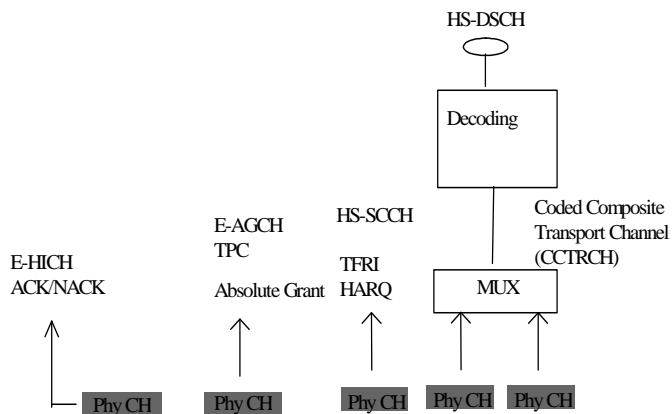 HS-DSCH
Decoding
Coded Composite
Transport Channel
(CCTRCH)
HS-SCCH
TFRI
HARQ
E-AGCH
TPC
Absolute Grant
E-HICH
ACK/NACK
MUX
Phy CH
Phy CH
Phy CH
Phy CH
Phy CH